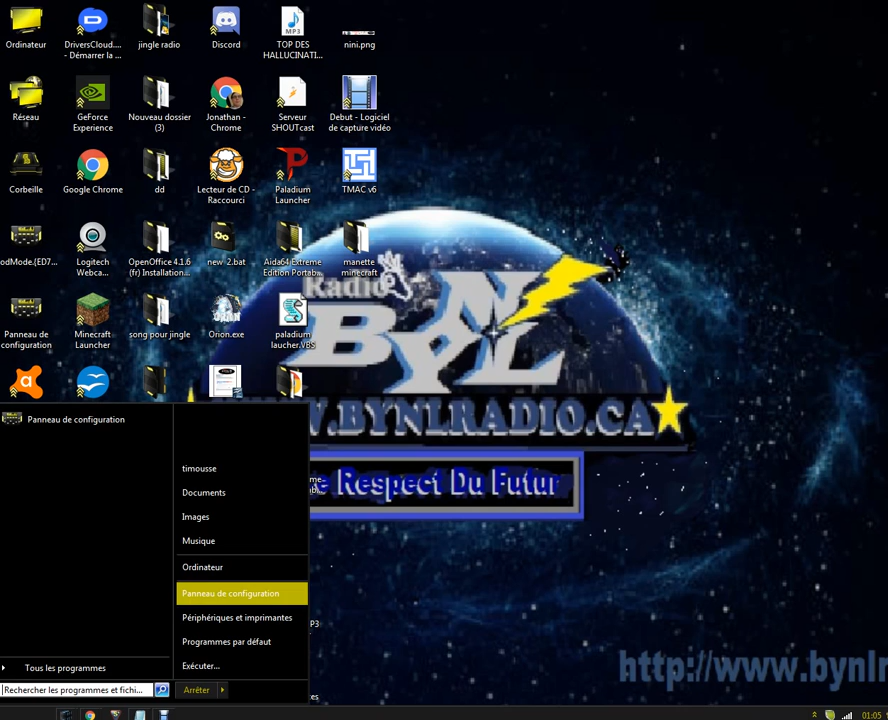 Ordinateur
DriversCloud....
- Démarrer la ...
jingle radio
Discord
MP3
TOP DES
HALLUCINATI...
nini.png
Réseau
GeForce
Experience
Nouveau dossier
(3)
Jonathan -
Chrome
Serveur
SHOUTcast
Debut - Logiciel
de capture vidéo
Corbeille
Google Chrome
dd
Lecteur de CD -
Raccourci
Paladium
Launcher
TMAC v6
odMode.{ED7...
Logitech
Webca...
OpenOffice 4.1.6
(fr) Installation...
new 2.bat
Aida64 Extreme
Edition Portab...
manette
minecraft
Panneau de
configuration
Minecraft
Launcher
song pour jingle
Orion.exe
paladium
laucher.VBS
Radio
BYNL
W.BYNLRADIO.CA
e Respect Du Futur
http://www.bynlr
Panneau de configuration
timousse
Documents
Images
Musique
Ordinateur
Panneau de configuration
Périphériques et imprimantes
Programmes par défaut
Exécuter...
Tous les programmes
Rechercher les programmes et fichi...
Arrêter
01:05